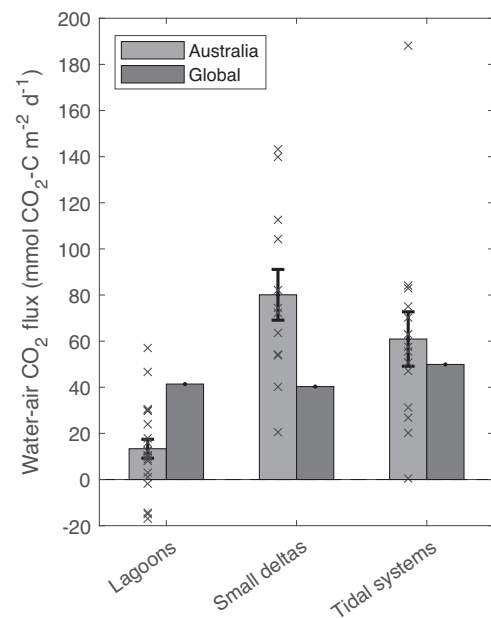 Water-air CO₂ flux (mmol CO₂-C m⁻² d⁻¹)
200
180
160
140
120
100
80
60
40
20
0
-20
Australia
Global
Lagoons
Small deltas
Tidal systems